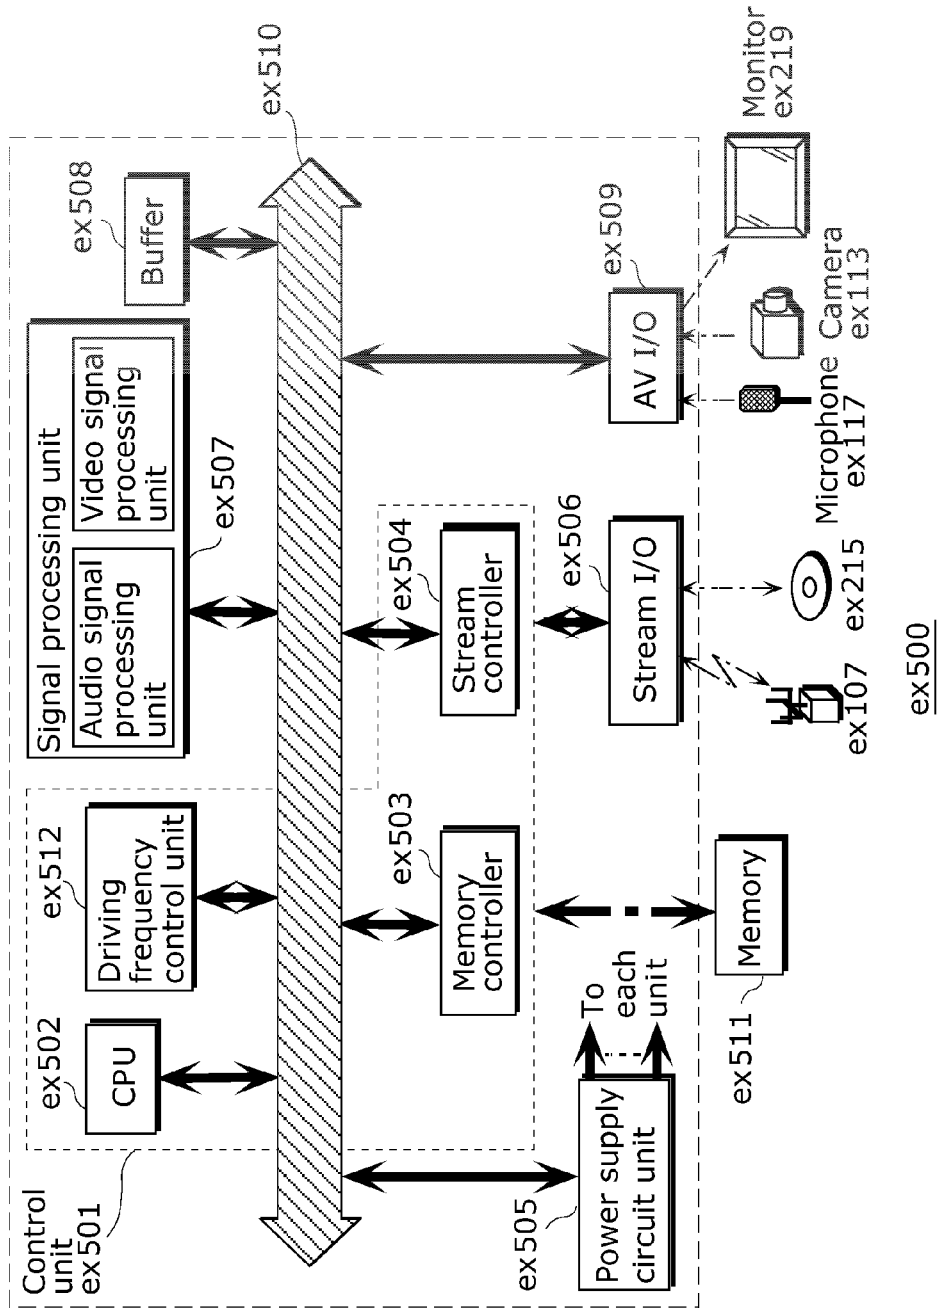 Control
unit
ex501
ex502
CPU
ex512
Driving
frequency
control unit
Signal processing unit
Audio signal
processing
unit
Video signal
processing
unit
ex507
ex508
Buffer
ex510
ex503
Memory
controller
ex504
Stream
controller
ex505
Power supply
circuit unit
To
each
unit
ex506
Stream I/O
ex509
AV I/O
ex511
Memory
ex107
ex215
Microphone
ex117
Camera
ex113
Monitor
ex219
ex500